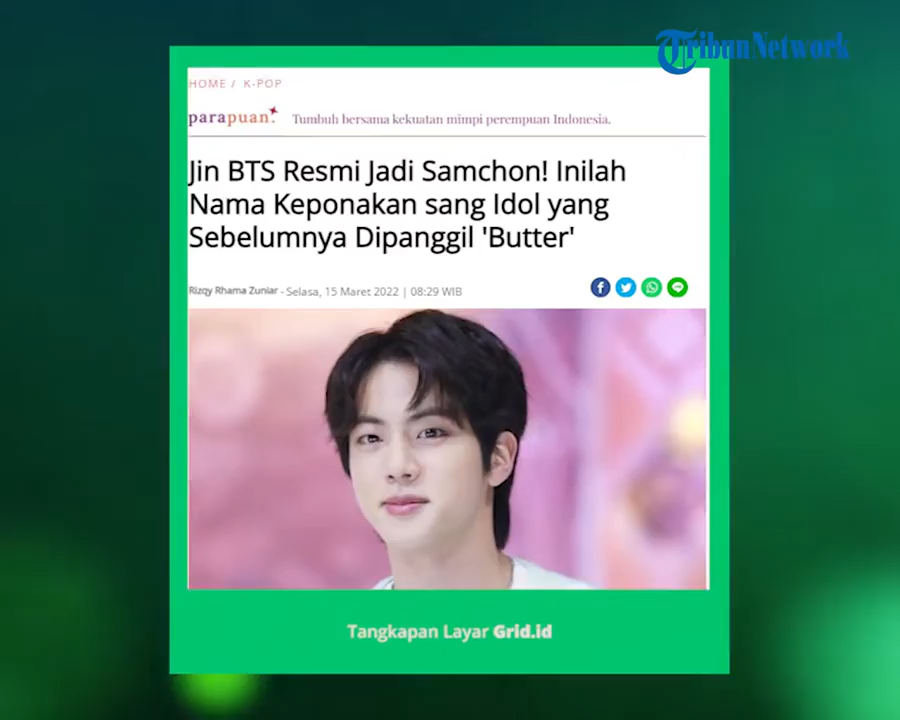 TribunNetwork
HOME / K-POP
parapuan.
Tumbuh bersama kekuatan mimpi perempuan Indonesia.
Jin BTS Resmi Jadi Samchon! Inilah
Nama Keponakan sang Idol yang
Sebelumnya Dipanggil 'Butter'
Rizqy Rhama Zuniar - Selasa, 15 Maret 2022 | 08:29 WIB
Tangkapan Layar Grid.id